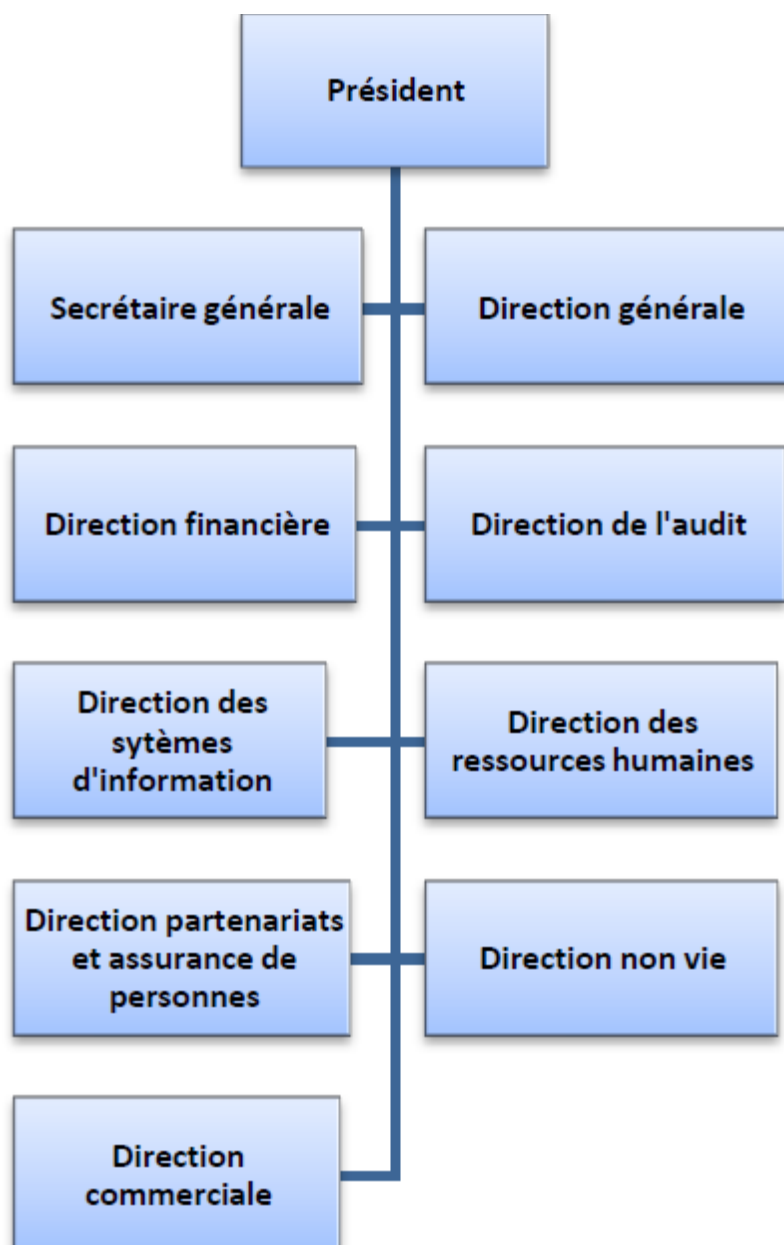 Président
Secrétaire générale
Direction générale
Direction financière
Direction de l'audit
Direction des
sytèmes
d'information
Direction des
ressources humaines
Direction partenariats
et assurance de
personnes
Direction non vie
Direction
commerciale